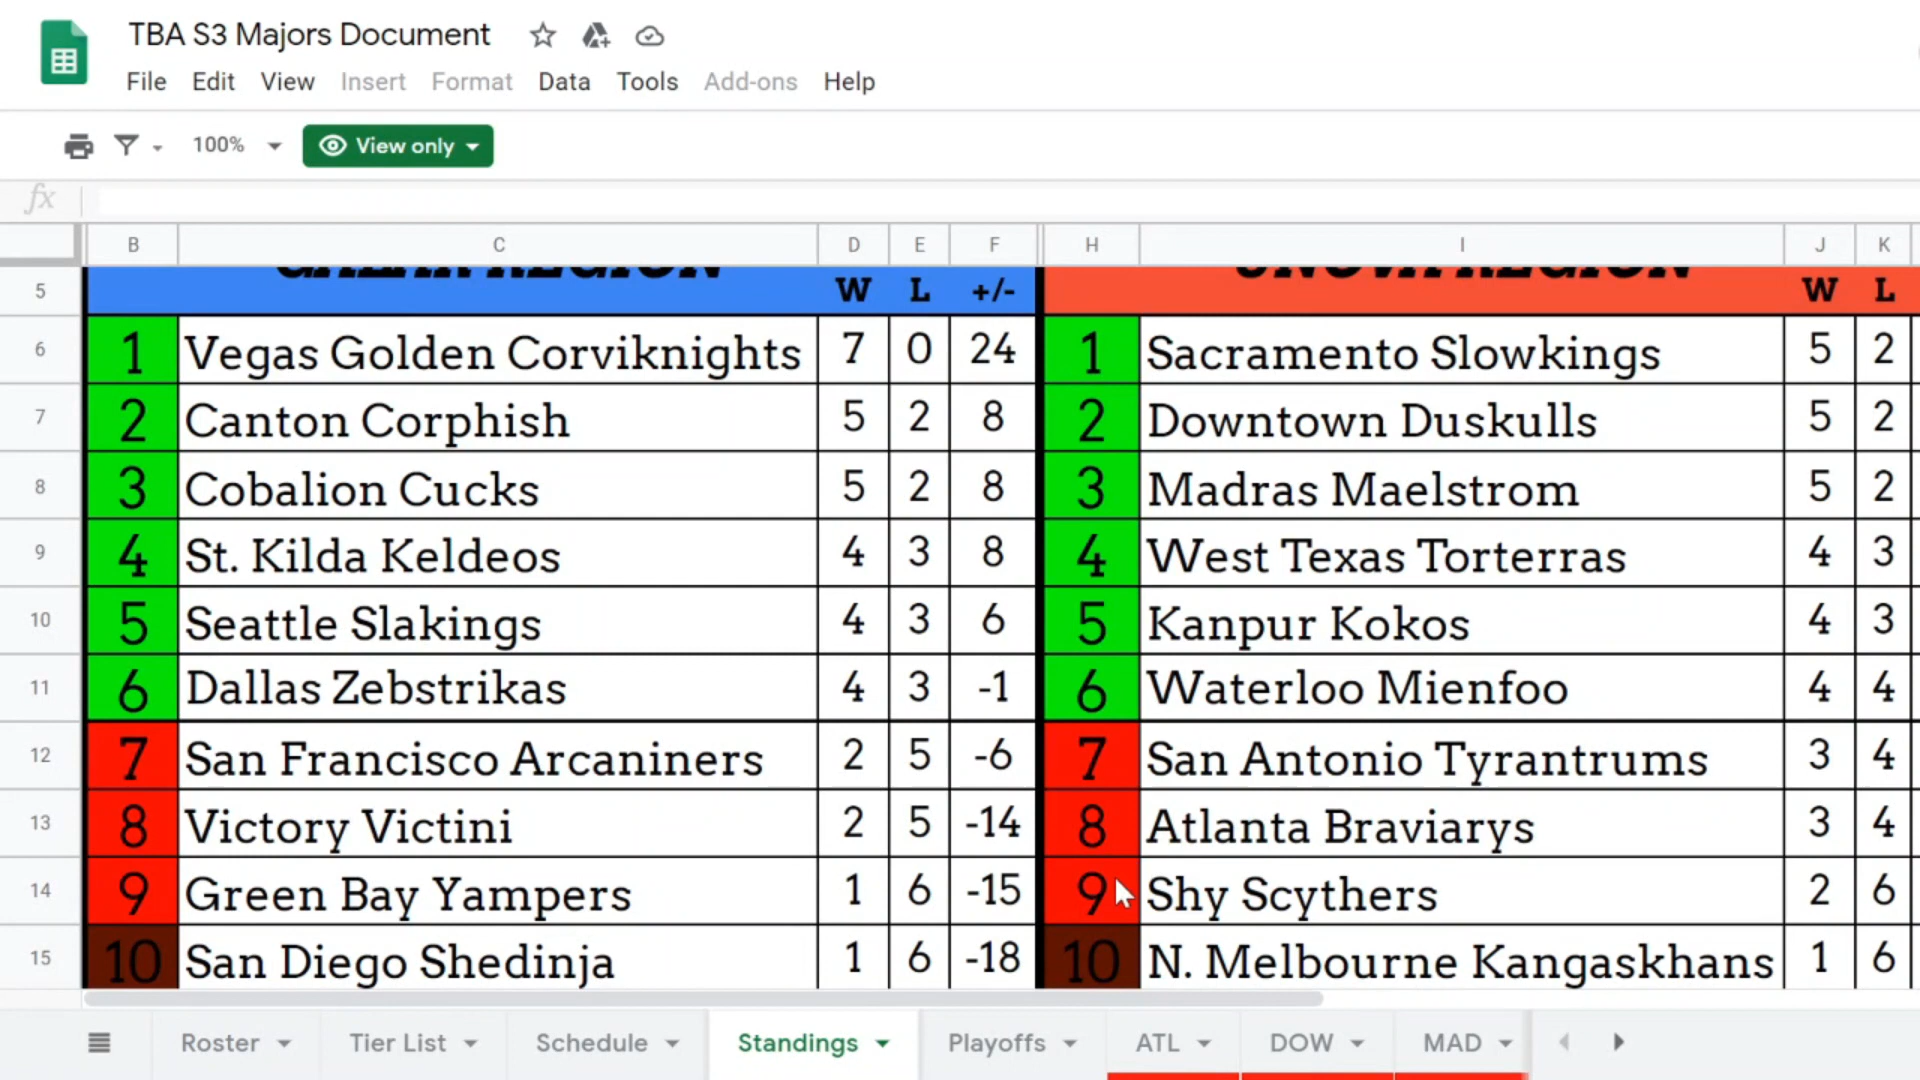 TBA S3 Majors Document
File Edit View Insert Format Data Tools Add-ons Help
100% View only
fx
B C D E F H I J K
5 GALAR REGION W L +/- UNOVA REGION W L
6 1 Vegas Golden Corviknights 7 0 24 1 Sacramento Slowkings 5 2
7 2 Canton Corphish 5 2 8 2 Downtown Duskulls 5 2
8 3 Cobalion Cucks 5 2 8 3 Madras Maelstrom 5 2
9 4 St. Kilda Keldeos 4 3 8 4 West Texas Torterras 4 3
10 5 Seattle Slakings 4 3 6 5 Kanpur Kokos 4 3
11 6 Dallas Zebstrikas 4 3 -1 6 Waterloo Mienfoo 4 4
12 7 San Francisco Arcaniners 2 5 -6 7 San Antonio Tyrantrums 3 4
13 8 Victory Victini 2 5 -14 8 Atlanta Braviarys 3 4
14 9 Green Bay Yampers 1 6 -15 9 Shy Scythers 2 6
15 10 San Diego Shedinja 1 6 -18 10 N. Melbourne Kangaskhans 1 6
Roster Tier List Schedule Standings Playoffs ATL DOW MAD